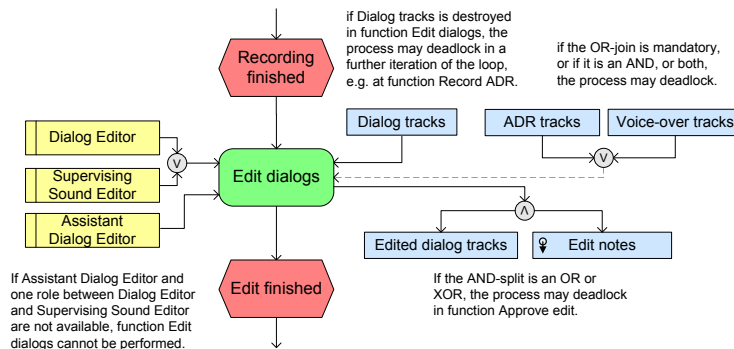 if Dialog tracks is destroyed
in function Edit dialogs, the
process may deadlock in a
further iteration of the loop,
e.g. at function Record ADR.
if the OR-join is mandatory,
or if it is an AND, or both,
the process may deadlock.
Recording
finished
Dialog tracks
ADR tracks
Voice-over tracks
Dialog Editor
Supervising
Sound Editor
Assistant
Dialog Editor
V
V
Edit dialogs
Λ
Edited dialog tracks
Edit notes
If Assistant Dialog Editor and
one role between Dialog Editor
and Supervising Sound Editor
are not available, function Edit
dialogs cannot be performed.
Edit finished
If the AND-split is an OR or
XOR, the process may deadlock
in function Approve edit.